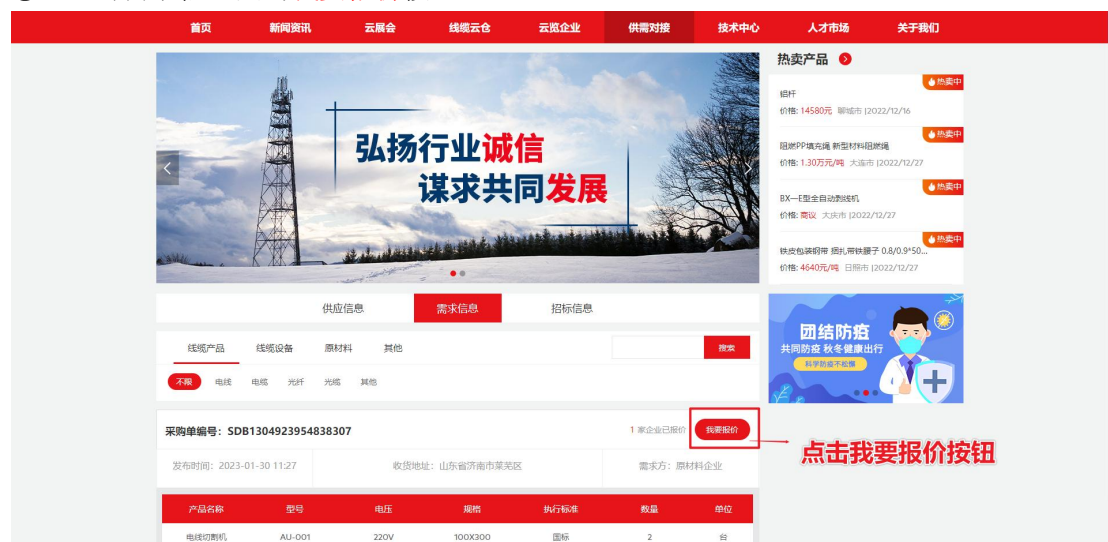 首页 新闻资讯 云展会 线缆云仓 云览企业 供需对接 技术中心 人才市场 关于我们
弘扬行业诚信
谋求共同发展
热卖产品
热卖中
铝杆
价格: 14580元 聊城市 |2022/12/16
热卖中
阻燃PP填充绳 新型材料阻燃绳
价格: 1.30万元/吨 大连市 |2022/12/27
热卖中
BX—E型全自动剥线机
价格: 商议 大庆市 |2022/12/27
热卖中
铁皮包装钢带 捆扎带铁腰子 0.8/0.9*50...
价格: 4640元/吨 日照市 |2022/12/27
供应信息 需求信息 招标信息
线缆产品 线缆设备 原材料 其他 搜索
不限 电线 电缆 光纤 光缆 其他
团结防疫
共同防疫 秋冬健康出行
科学防疫不松懈
采购单编号：SDB1304923954838307 1 家企业已报价 我要报价
点击我要报价按钮
发布时间：2023-01-30 11:27 收货地址：山东省济南市莱芜区 需求方：原材料企业
产品名称 型号 电压 规格 执行标准 数量 单位
电线切割机 AU-001 220V 100X300 国标 2 台